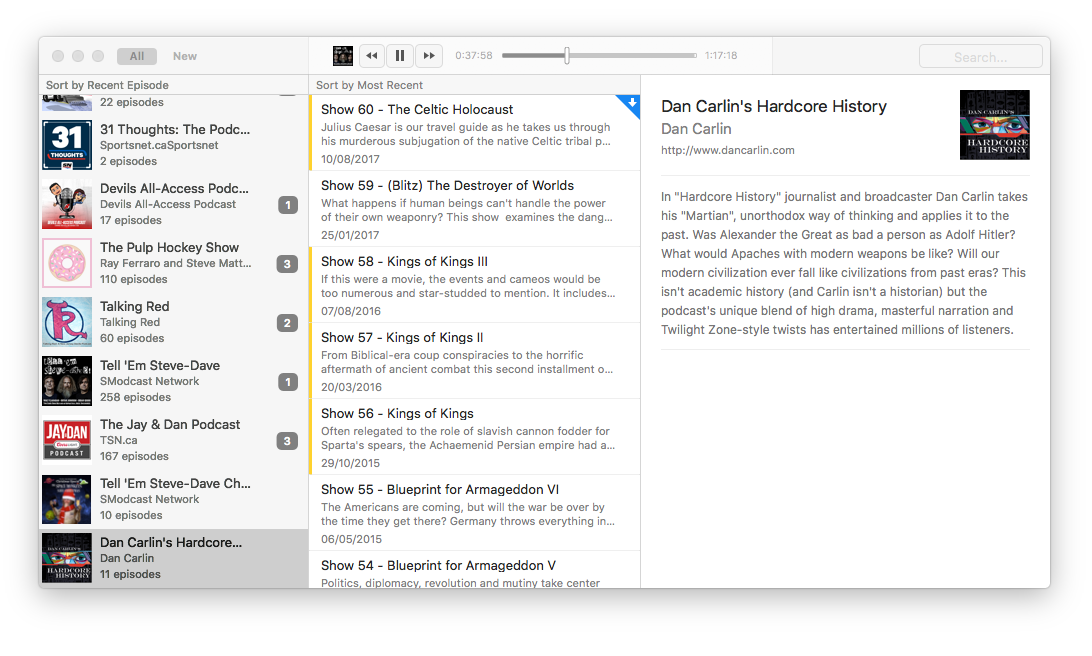 All
New
0:37:58
1:17:18
Search...
Sort by Recent Episode
22 episodes
31 Thoughts: The Podc...
Sportsnet.caSportsnet
2 episodes
Devils All-Access Podc...
Devils All-Access Podcast
17 episodes
1
The Pulp Hockey Show
Ray Ferraro and Steve Matt...
110 episodes
3
Talking Red
Talking Red
60 episodes
2
Tell 'Em Steve-Dave
SModcast Network
258 episodes
1
The Jay & Dan Podcast
TSN.ca
167 episodes
3
Tell 'Em Steve-Dave Ch...
SModcast Network
10 episodes
Dan Carlin's Hardcore...
Dan Carlin
11 episodes
31
THOUGHTS
JAY DAN
PODCAST
Sort by Most Recent
Show 60 - The Celtic Holocaust
Julius Caesar is our travel guide as he takes us through
his murderous subjugation of the native Celtic tribal p...
10/08/2017
Show 59 - (Blitz) The Destroyer of Worlds
What happens if human beings can't handle the power
of their own weaponry? This show examines the dang...
25/01/2017
Show 58 - Kings of Kings III
If this were a movie, the events and cameos would be
too numerous and star-studded to mention. It includes...
07/08/2016
Show 57 - Kings of Kings II
From Biblical-era coup conspiracies to the horrific
aftermath of ancient combat this second installment o...
20/03/2016
Show 56 - Kings of Kings
Often relegated to the role of slavish cannon fodder for
Sparta's spears, the Achaemenid Persian empire had a...
29/10/2015
Show 55 - Blueprint for Armageddon VI
The Americans are coming, but will the war be over by
the time they get there? Germany throws everything in...
06/05/2015
Show 54 - Blueprint for Armageddon V
Politics, diplomacy, revolution and mutiny take center
Dan Carlin's Hardcore History
Dan Carlin
http://www.dancarlin.com
DAN CARLIN'S
HARDCORE
HISTORY
In "Hardcore History" journalist and broadcaster Dan Carlin takes
his "Martian", unorthodox way of thinking and applies it to the
past. Was Alexander the Great as bad a person as Adolf Hitler?
What would Apaches with modern weapons be like? Will our
modern civilization ever fall like civilizations from past eras? This
isn't academic history (and Carlin isn't a historian) but the
podcast's unique blend of high drama, masterful narration and
Twilight Zone-style twists has entertained millions of listeners.